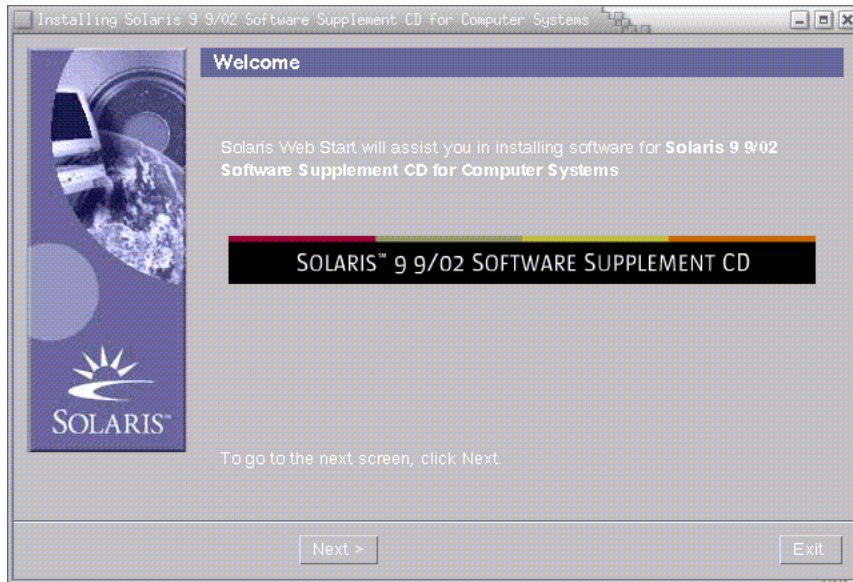 Installing Solaris 9 9/02 Software Supplement CD for Computer Systems
Welcome
Solaris Web Start will assist you in installing software for Solaris 9 9/02
Software Supplement CD for Computer Systems
SOLARIS™ 9 9/02 SOFTWARE SUPPLEMENT CD
SOLARIS™
To go to the next screen, click Next.
Next >
Exit